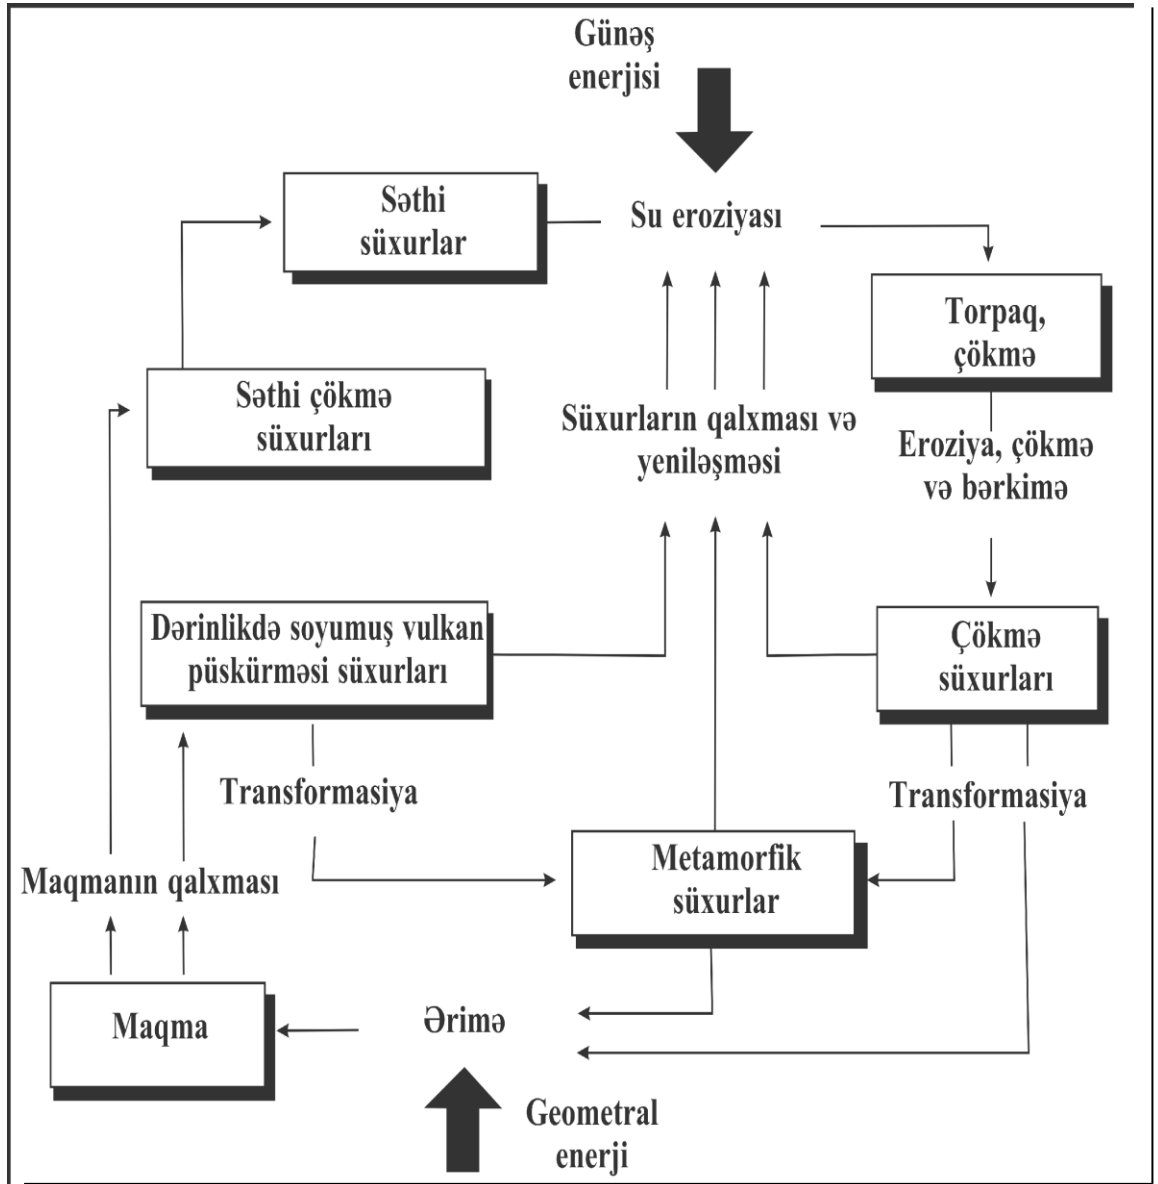 Günəş
enerjisi
Səthi
süxurlar
Su eroziyası
Torpaq,
çökmə
Səthi çökmə
süxurları
Süxurların qalxması və
yeniləşməsi
Eroziya, çökmə
və bərkimə
Dərinlikdə soyumuş vulkan
püskürməsi süxurları
Çökmə
süxurları
Transformasiya
Transformasiya
Metamorfik
süxurlar
Maqmanın qalxması
Maqma
Ərimə
Geometral
enerji